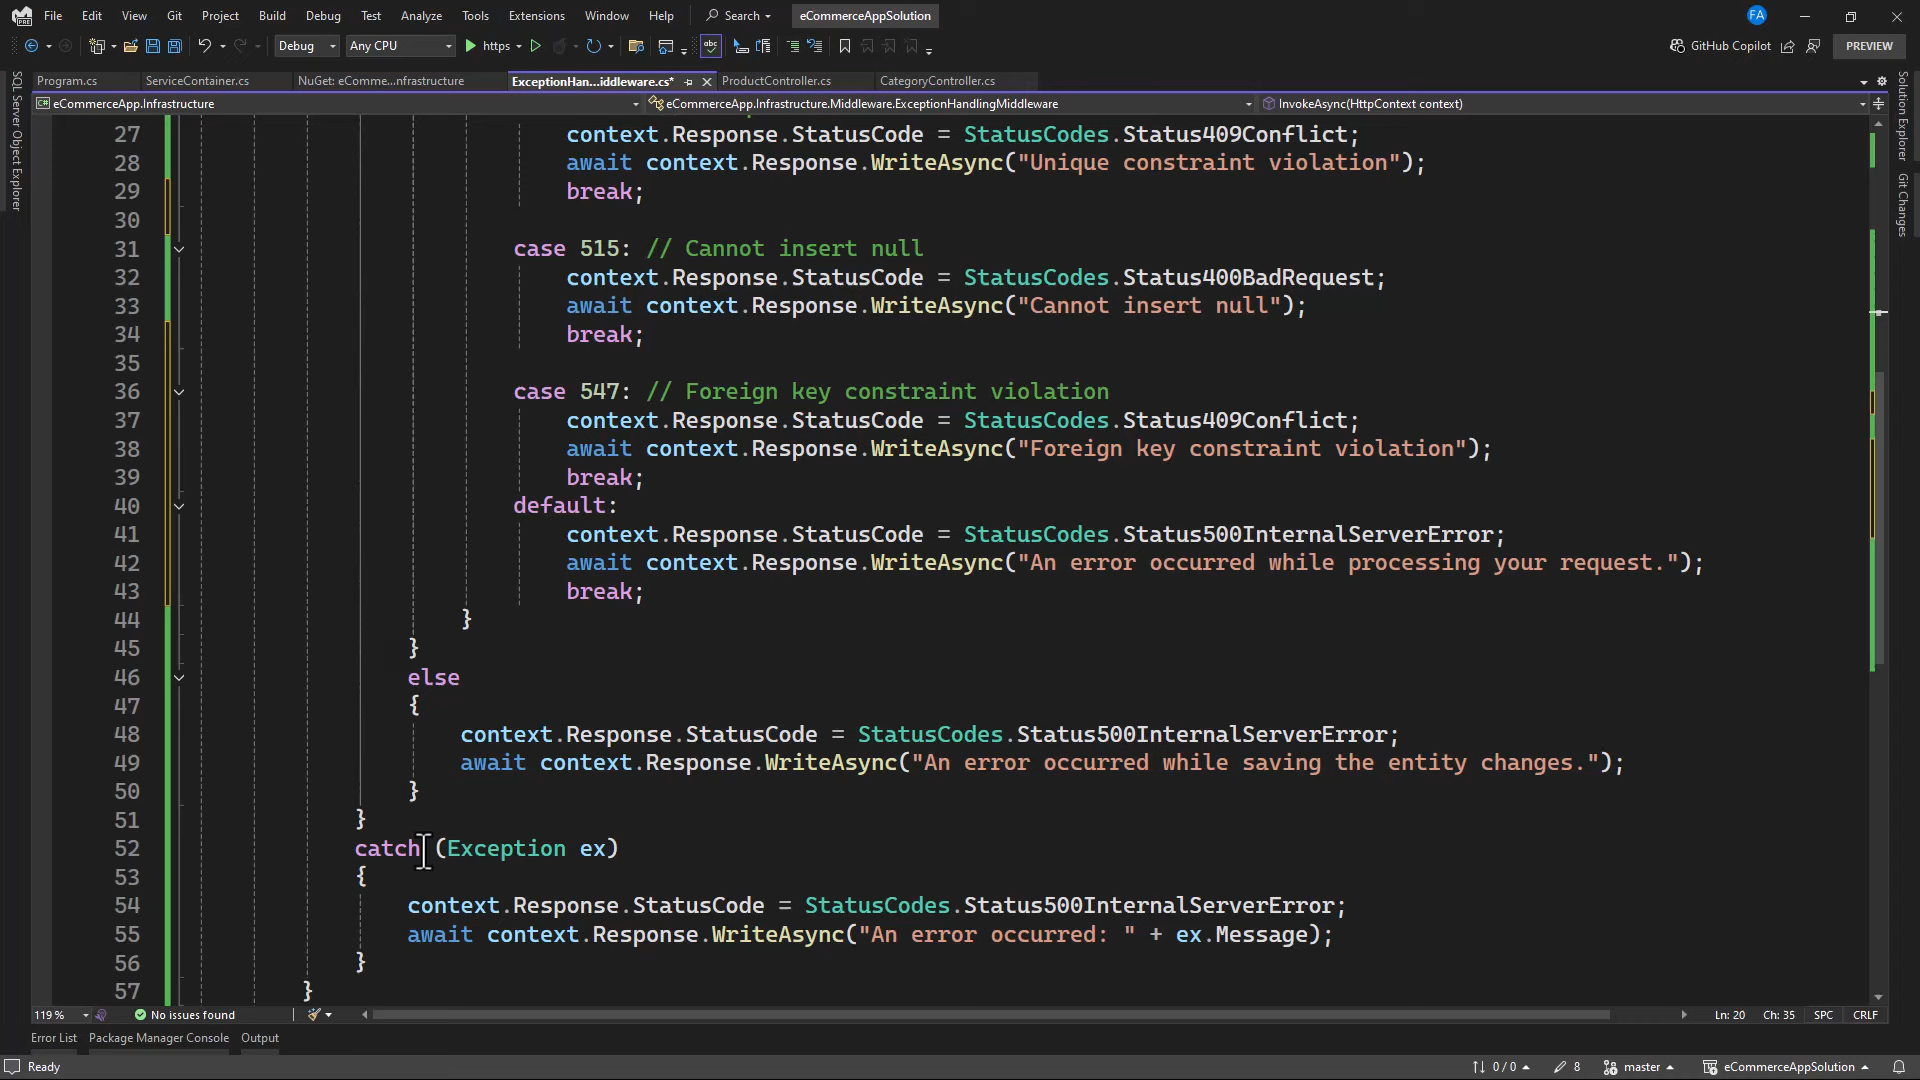 File Edit View Git Project Build Debug Test Analyze Tools Extensions Window Help Search eCommerceAppSolution FA
Debug Any CPU https GitHub Copilot PREVIEW
Program.cs ServiceContainer.cs NuGet: eComme...nfrastructure ExceptionHan...iddleware.cs* ProductController.cs CategoryController.cs
eCommerceApp.Infrastructure eCommerceApp.Infrastructure.Middleware.ExceptionHandlingMiddleware InvokeAsync(HttpContext context)
SQL Server Object Explorer
Solution Explorer
Git Changes
27 context.Response.StatusCode = StatusCodes.Status409Conflict;
28 await context.Response.WriteAsync("Unique constraint violation");
29 break;
30
31 case 515: // Cannot insert null
32 context.Response.StatusCode = StatusCodes.Status400BadRequest;
33 await context.Response.WriteAsync("Cannot insert null");
34 break;
35
36 case 547: // Foreign key constraint violation
37 context.Response.StatusCode = StatusCodes.Status409Conflict;
38 await context.Response.WriteAsync("Foreign key constraint violation");
39 break;
40 default:
41 context.Response.StatusCode = StatusCodes.Status500InternalServerError;
42 await context.Response.WriteAsync("An error occurred while processing your request.");
43 break;
44 }
45 }
46 else
47 {
48 context.Response.StatusCode = StatusCodes.Status500InternalServerError;
49 await context.Response.WriteAsync("An error occurred while saving the entity changes.");
50 }
51 }
52 catch (Exception ex)
53 {
54 context.Response.StatusCode = StatusCodes.Status500InternalServerError;
55 await context.Response.WriteAsync("An error occurred: " + ex.Message);
56 }
57 }
119 % No issues found Ln: 20 Ch: 35 SPC CRLF
Error List Package Manager Console Output
Ready 0 / 0 8 master eCommerceAppSolution